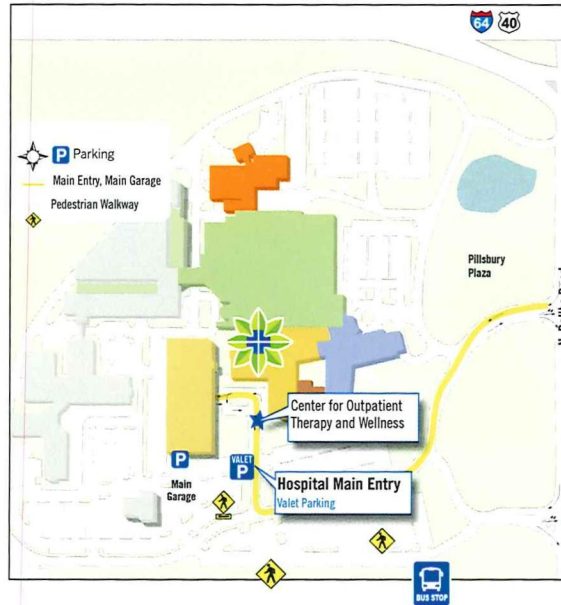 64 40
P Parking
Main Entry, Main Garage
Pedestrian Walkway
Pillsbury
Plaza
Center for Outpatient
Therapy and Wellness
VALET
P
Hospital Main Entry
Valet Parking
P
Main
Garage
BUS STOP